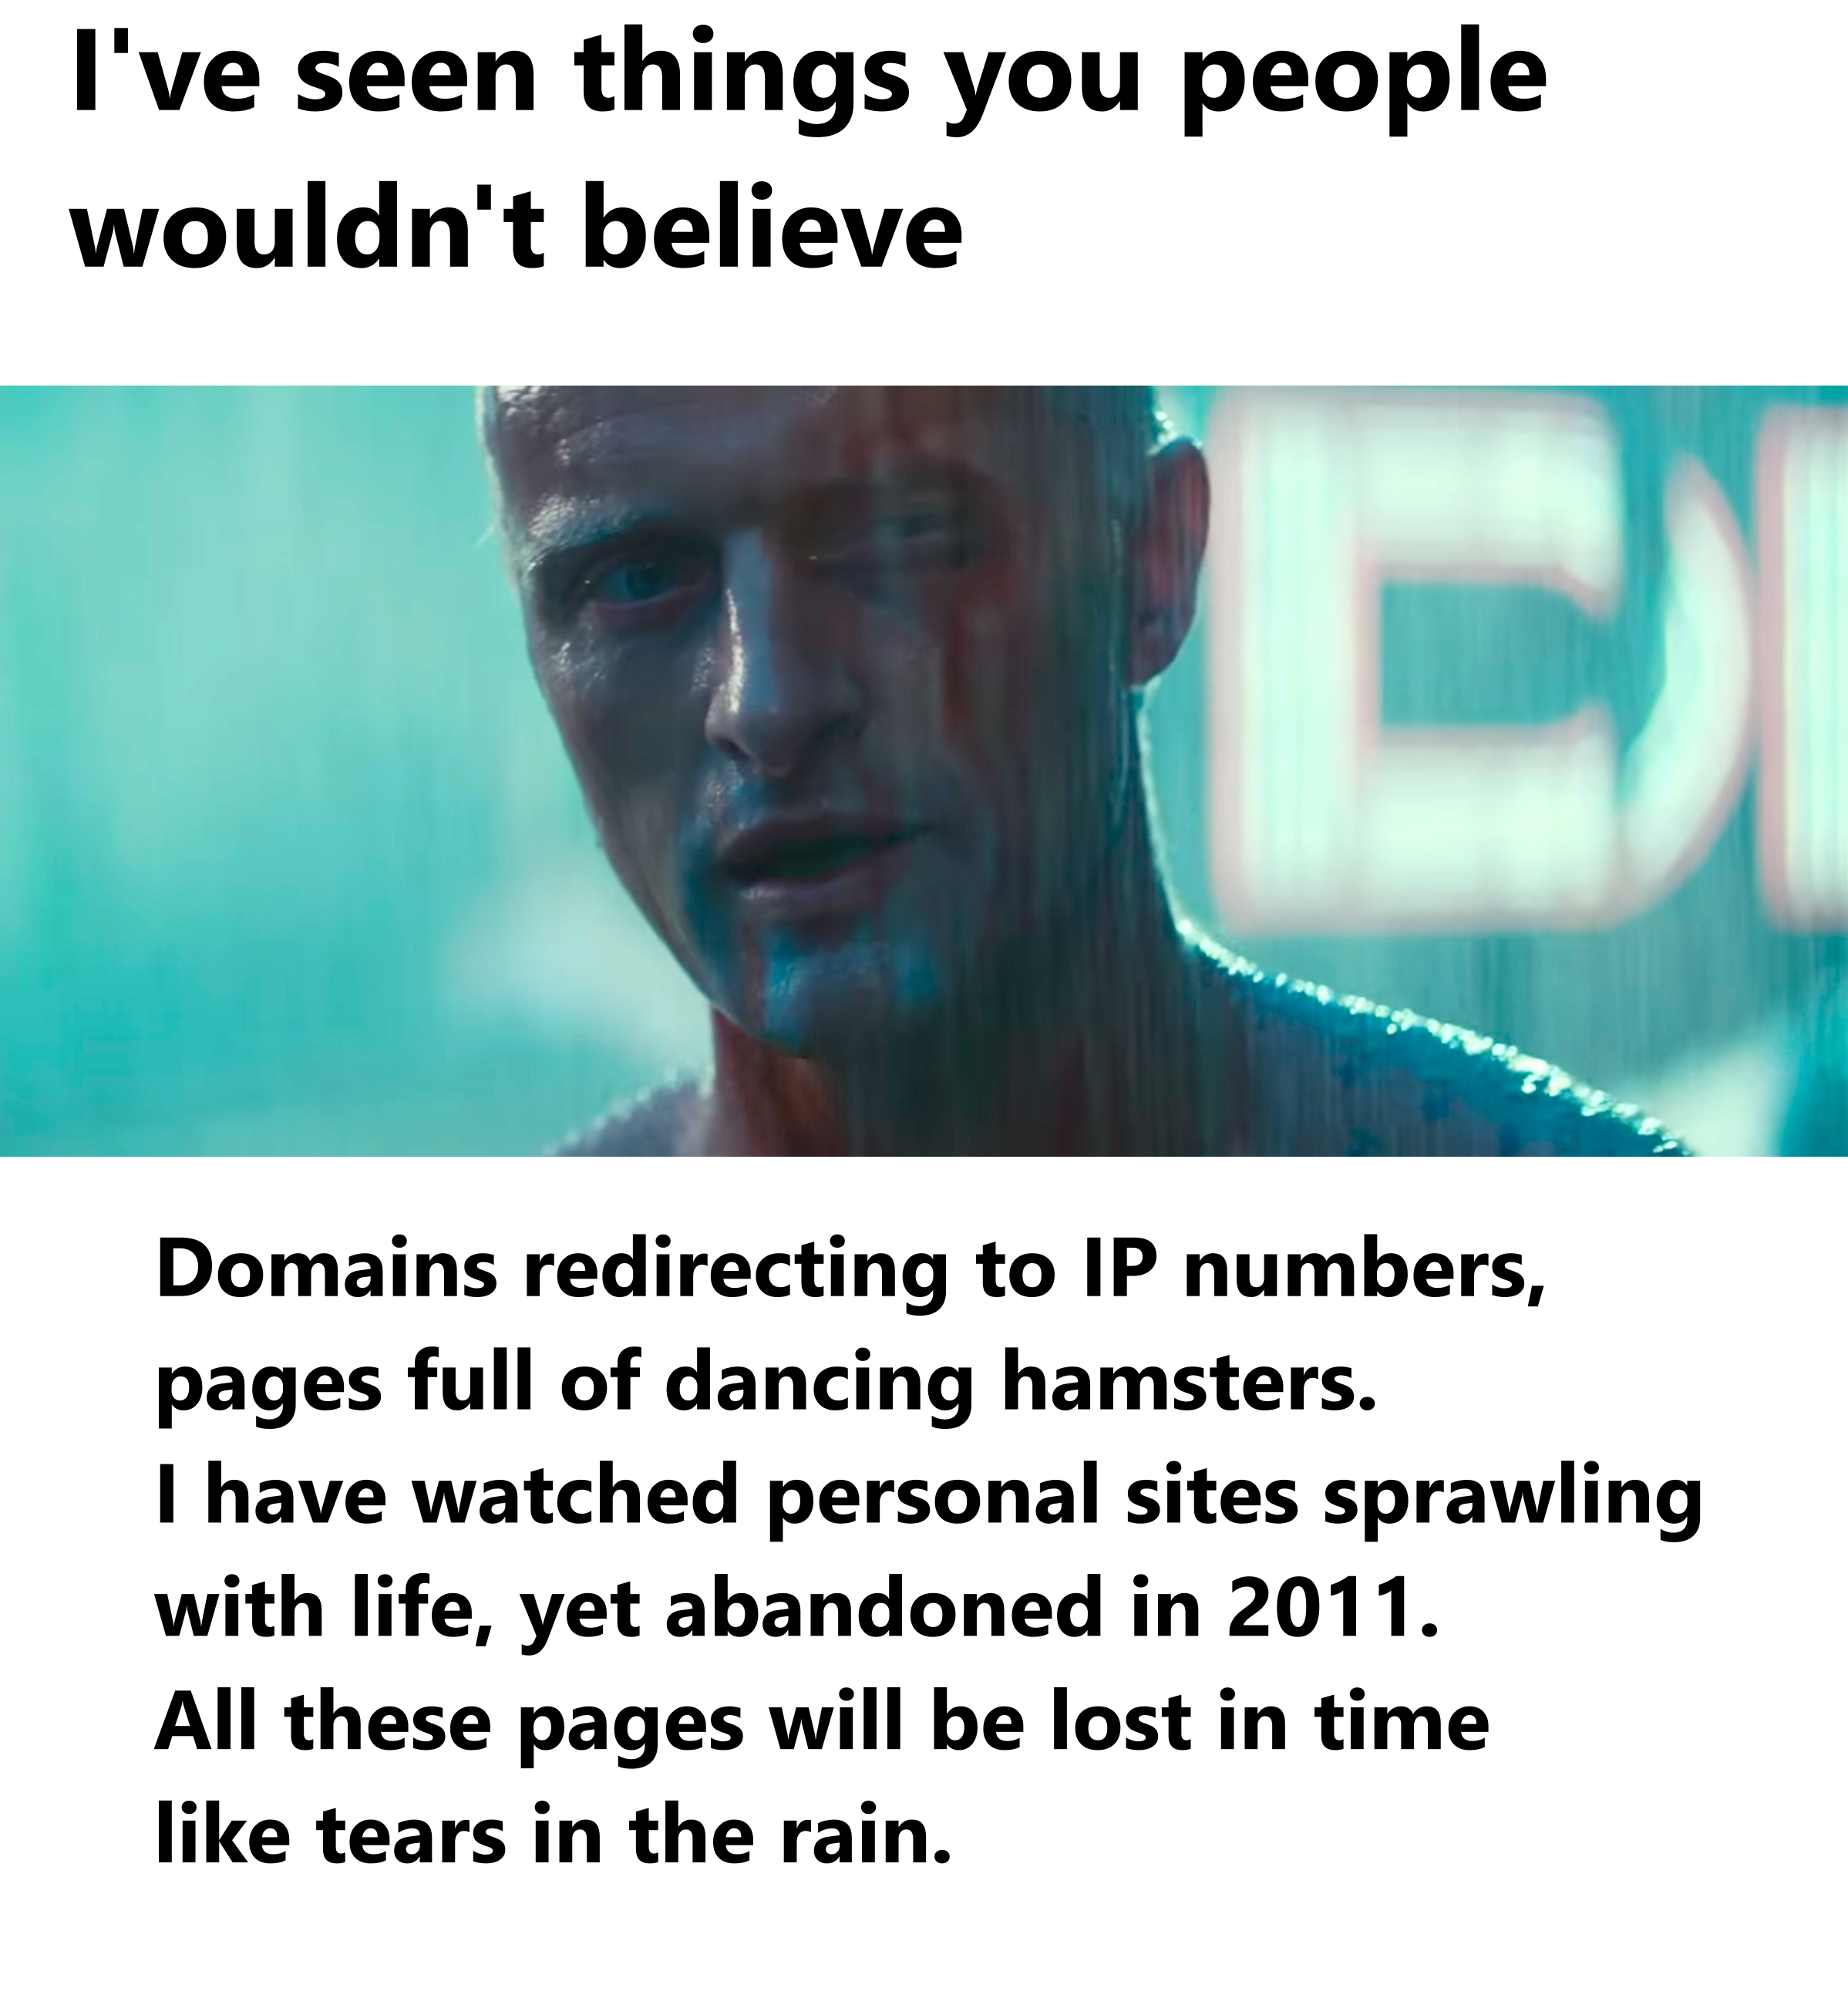 I've seen things you people
wouldn't believe
Domains redirecting to IP numbers,
pages full of dancing hamsters.
I have watched personal sites sprawling
with life, yet abandoned in 2011.
All these pages will be lost in time
like tears in the rain.